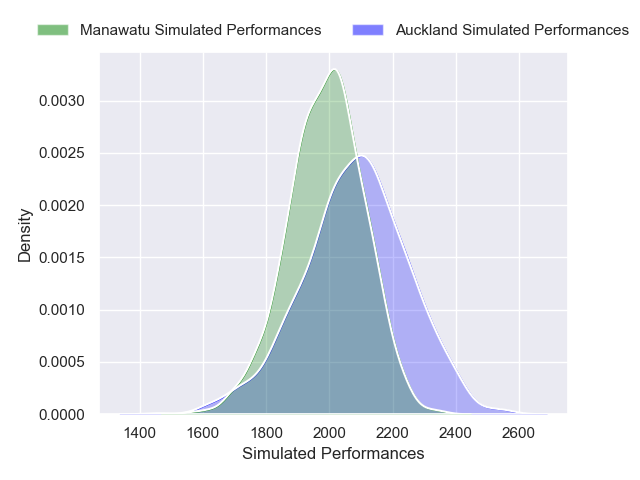 Manawatu Simulated Performances Auckland Simulated Performances
0.0030
0.0025
0.0020
0.0015
0.0010
0.0005
0.0000
Density
1400 1600 1800 2000 2200 2400 2600
Simulated Performances